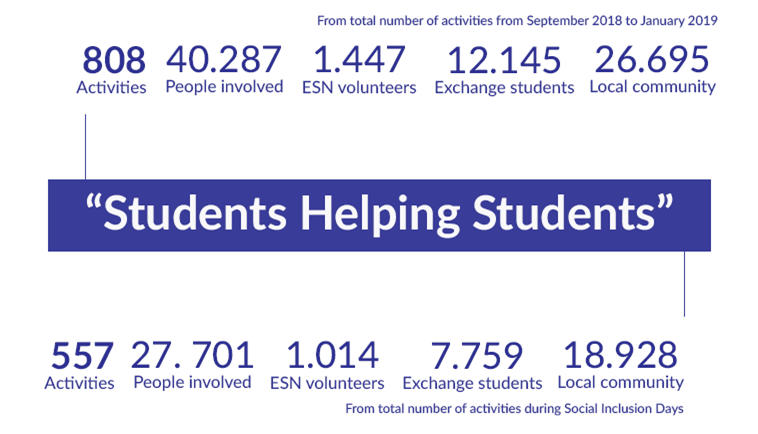 From total number of activities from September 2018 to January 2019
808 40.287 1.447 12.145 26.695
Activities People involved ESN volunteers Exchange students Local community
“Students Helping Students”
557 27. 701 1.014 7.759 18.928
Activities People involved ESN volunteers Exchange students Local community
From total number of activities during Social Inclusion Days